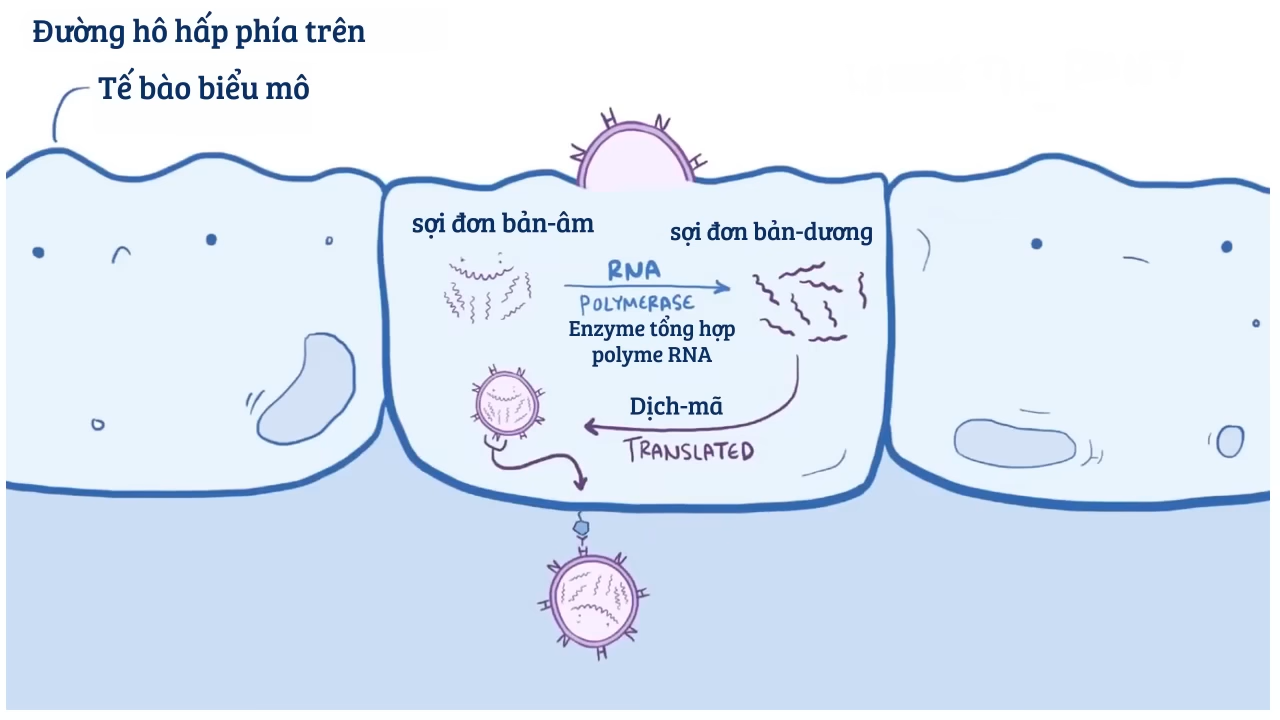 Đường hô hấp phía trên
Tế bào biểu mô
H
N
N
H
sợi đơn bản-âm
sợi đơn bản-dương
RNA
POLYMERASE
Enzyme tổng hợp
polyme RNA
Dịch-mã
TRANSLATED
H
N
N
H
H
N
N
H